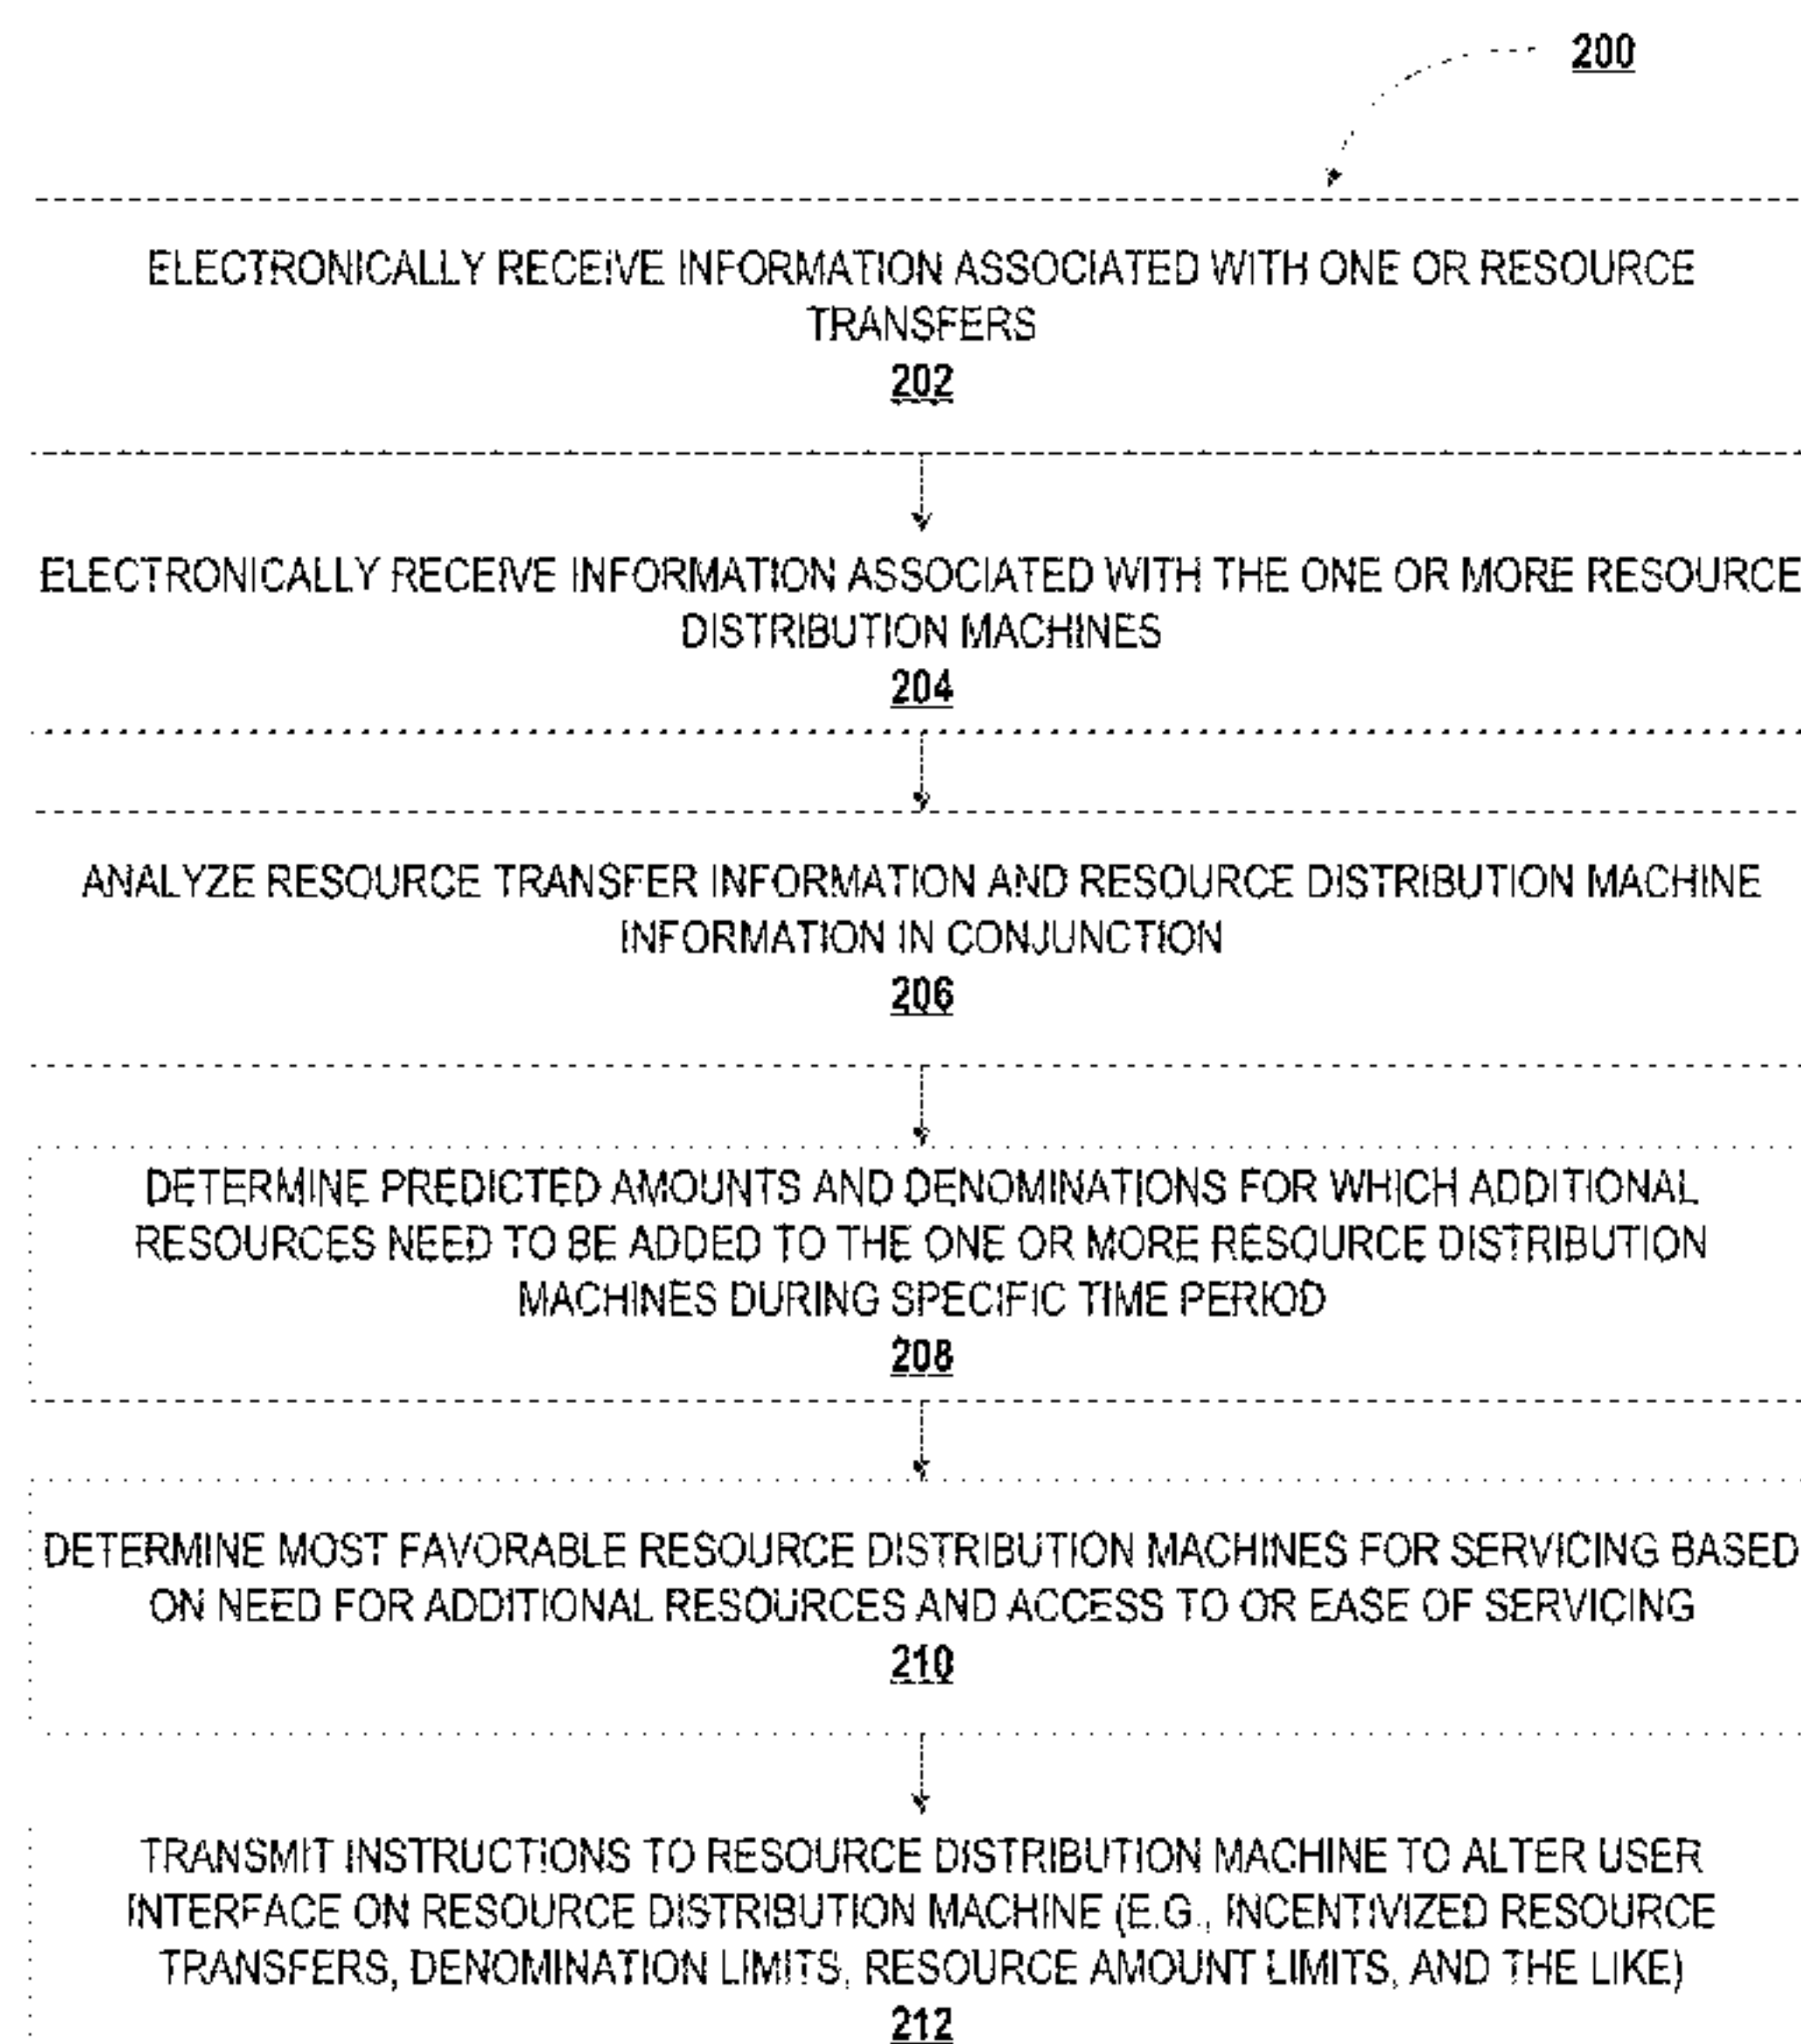 200
ELECTRONICALLY RECEIVE INFORMATION ASSOCIATED WITH ONE OR RESOURCE
TRANSFERS
202
ELECTRONICALLY RECEIVE INFORMATION ASSOCIATED WITH THE ONE OR MORE RESOURCE
DISTRIBUTION MACHINES
204
ANALYZE RESOURCE TRANSFER INFORMATION AND RESOURCE DISTRIBUTION MACHINE
INFORMATION IN CONJUNCTION
206
DETERMINE PREDICTED AMOUNTS AND DENOMINATIONS FOR WHICH ADDITIONAL
RESOURCES NEED TO BE ADDED TO THE ONE OR MORE RESOURCE DISTRIBUTION
MACHINES DURING SPECIFIC TIME PERIOD
208
DETERMINE MOST FAVORABLE RESOURCE DISTRIBUTION MACHINES FOR SERVICING BASED
ON NEED FOR ADDITIONAL RESOURCES AND ACCESS TO OR EASE OF SERVICING
210
TRANSMIT INSTRUCTIONS TO RESOURCE DISTRIBUTION MACHINE TO ALTER USER
INTERFACE ON RESOURCE DISTRIBUTION MACHINE (E.G., INCENTIVIZED RESOURCE
TRANSFERS, DENOMINATION LIMITS, RESOURCE AMOUNT LIMITS, AND THE LIKE)
212